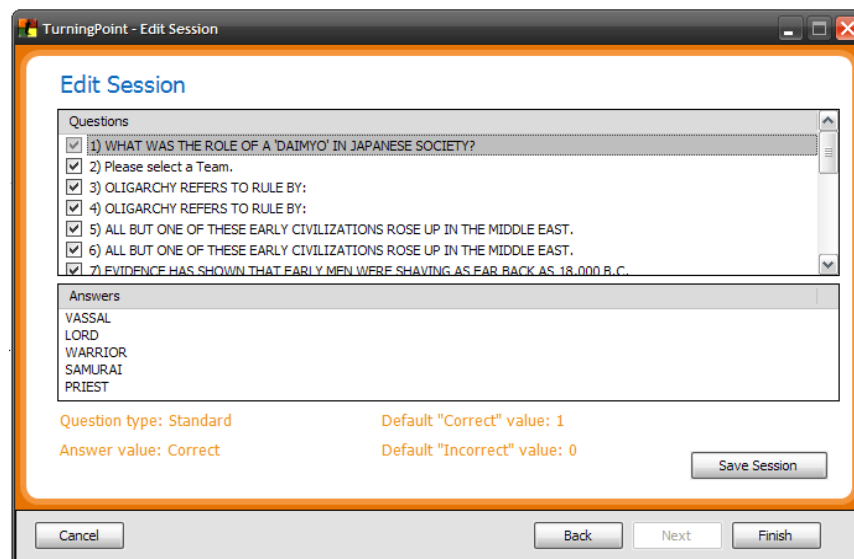 TurningPoint - Edit Session
Edit Session
Questions
1) WHAT WAS THE ROLE OF A 'DAIMYO' IN JAPANESE SOCIETY?
2) Please select a Team.
3) OLIGARCHY REFERS TO RULE BY:
4) OLIGARCHY REFERS TO RULE BY:
5) ALL BUT ONE OF THESE EARLY CIVILIZATIONS ROSE UP IN THE MIDDLE EAST.
6) ALL BUT ONE OF THESE EARLY CIVILIZATIONS ROSE UP IN THE MIDDLE EAST.
7) EVIDENCE HAS SHOWN THAT EARLY MEN WERE SHAVING AS FAR BACK AS 18,000 B.C.
Answers
VASSAL
LORD
WARRIOR
SAMURAI
PRIEST
Question type: Standard Default "Correct" value: 1
Answer value: Correct Default "Incorrect" value: 0
Save Session
Cancel Back Next Finish